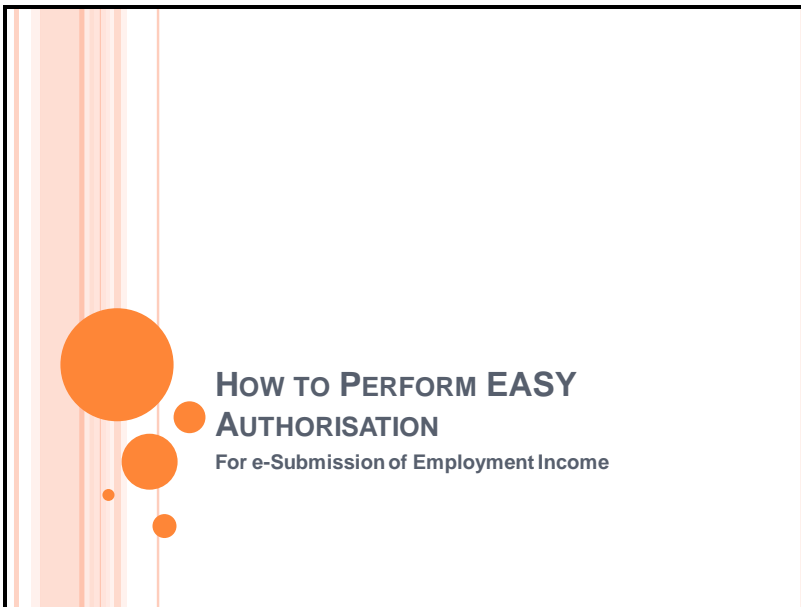 How to Perform EASY
Authorisation
For e-Submission of Employment Income